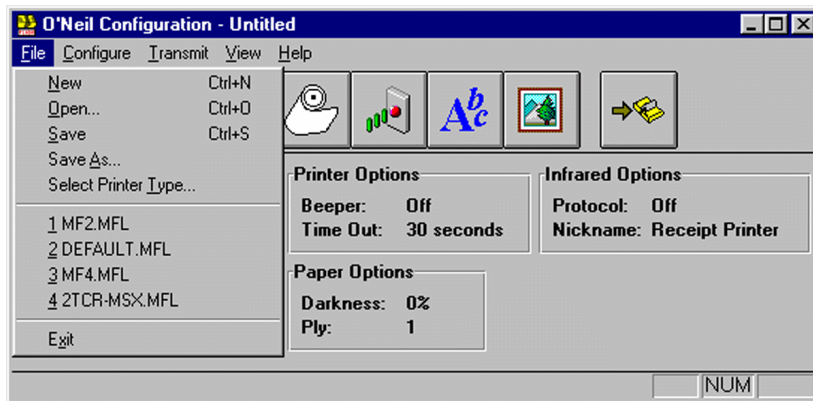 O'Neil Configuration - Untitled
File Configure Transmit View Help
New Ctrl+N
Open... Ctrl+O
Save Ctrl+S
Save As...
Select Printer Type...
1 MF2.MFL
2 DEFAULT.MFL
3 MF4.MFL
4 2TCR-MSX.MFL
Exit
Abc
Printer Options
Beeper: Off
Time Out: 30 seconds
Infrared Options
Protocol: Off
Nickname: Receipt Printer
Paper Options
Darkness: 0%
Ply: 1
NUM